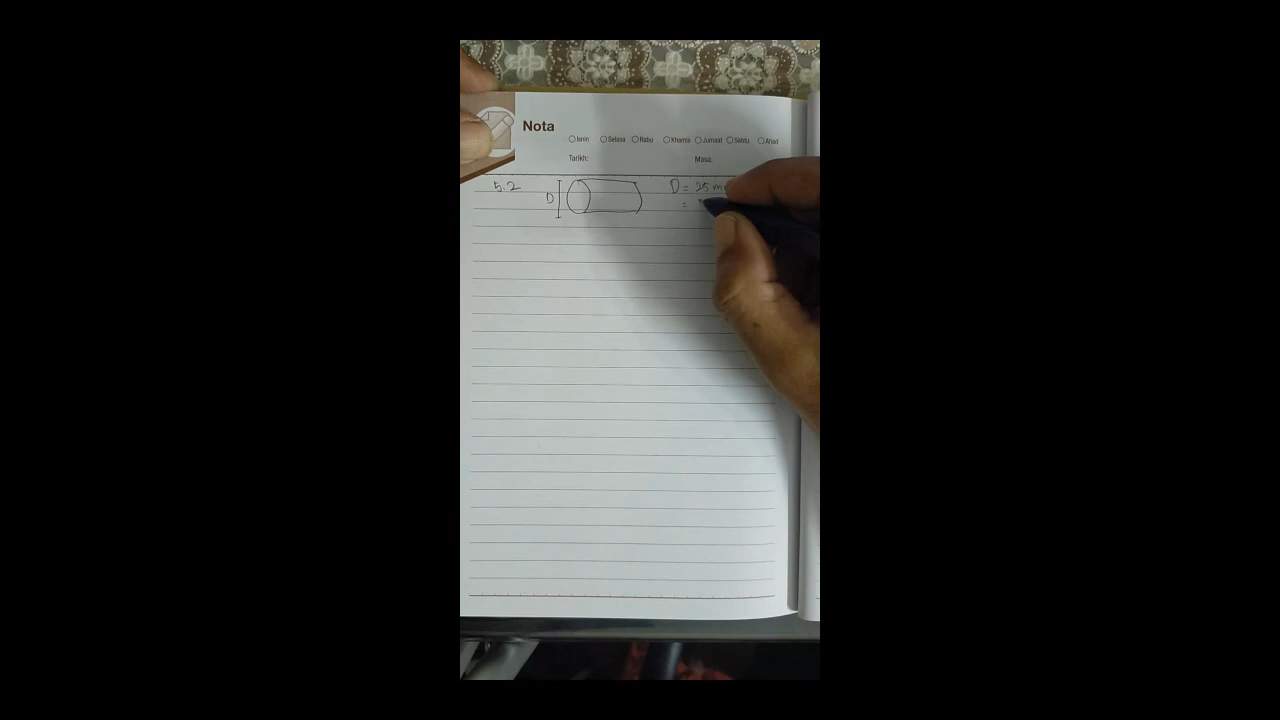 Nota
Isnin Selasa Rabu Khamis Jumaat Sabtu Ahad
Tarikh: Masa:
5.2
D
D = 25 m
=